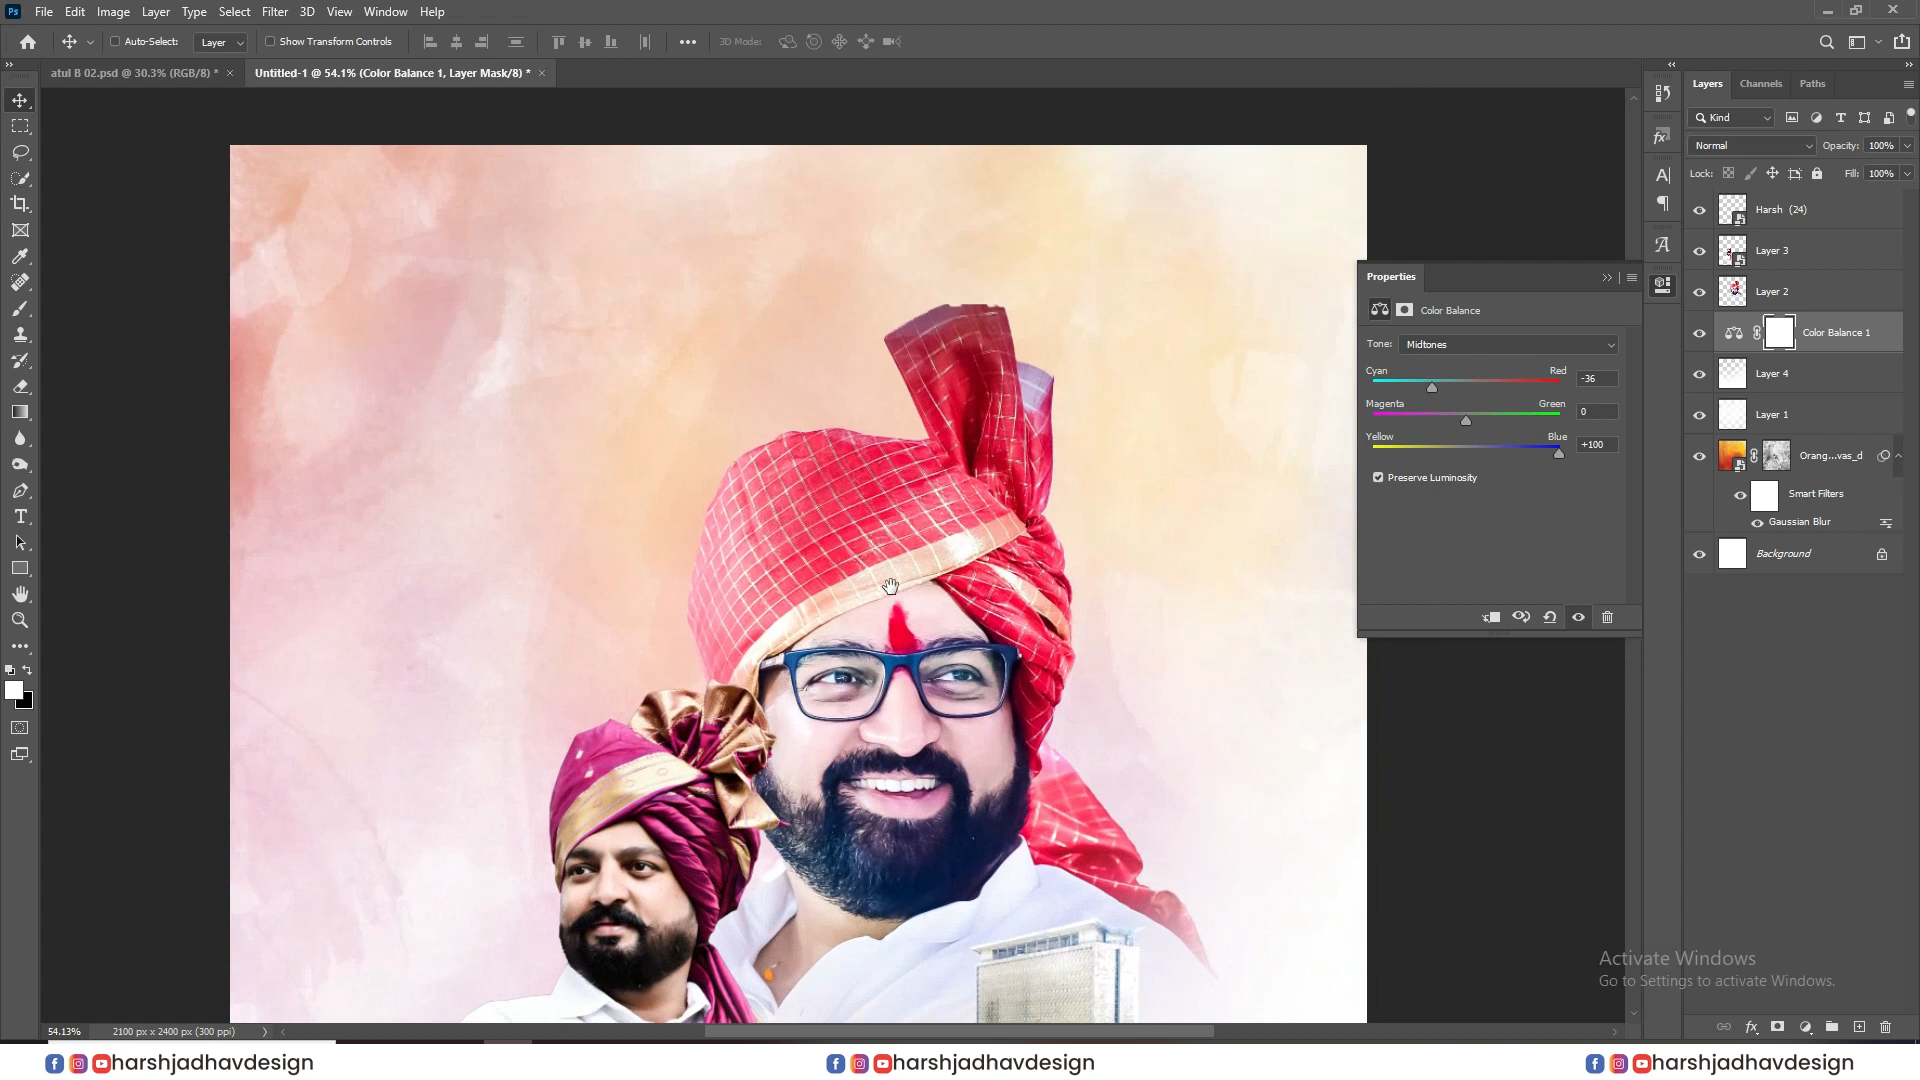 Ps File Edit Image Layer Type Select Filter 3D View Window Help
Auto-Select: Layer Show Transform Controls 3D Mode:
atul B 02.psd @ 30.3% (RGB/8) * Untitled-1 @ 54.1% (Color Balance 1, Layer Mask/8) *
Layers Channels Paths
Kind
Normal Opacity: 100%
Lock: Fill: 100%
Harsh (24)
Layer 3
Layer 2
Color Balance 1
Layer 4
Layer 1
Orang...vas_d
Smart Filters
Gaussian Blur
Background
Properties
Color Balance
Tone: Midtones
Cyan Red -36
Magenta Green 0
Yellow Blue +100
Preserve Luminosity
Activate Windows
Go to Settings to activate Windows.
54.13% 2100 px x 2400 px (300 ppi)
harshjadhavdesign harshjadhavdesign harshjadhavdesign